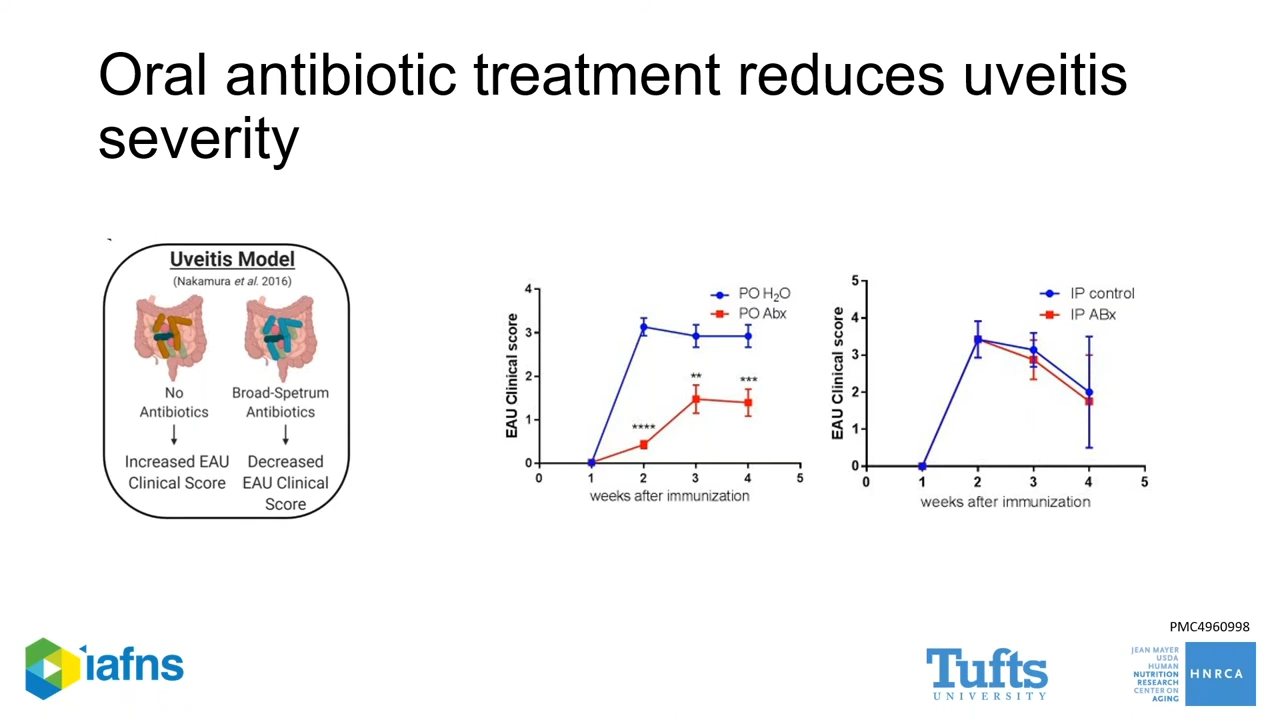 Oral antibiotic treatment reduces uveitis
severity
Uveitis Model
(Nakamura et al. 2016)
No
Antibiotics
Broad-Spetrum
Antibiotics
Increased EAU
Clinical Score
Decreased
EAU Clinical
Score
EAU Clinical score
4
3
2
1
0
0
1
2
3
4
5
weeks after immunization
PO H2O
PO Abx
****
**
***
EAU Clinical score
5
4
3
2
1
0
0
1
2
3
4
5
weeks after immunization
IP control
IP ABx
PMC4960998
iafns
Tufts
UNIVERSITY
JEAN MAYER
USDA
HUMAN
NUTRITION
RESEARCH
CENTER ON
AGING
HNRCA